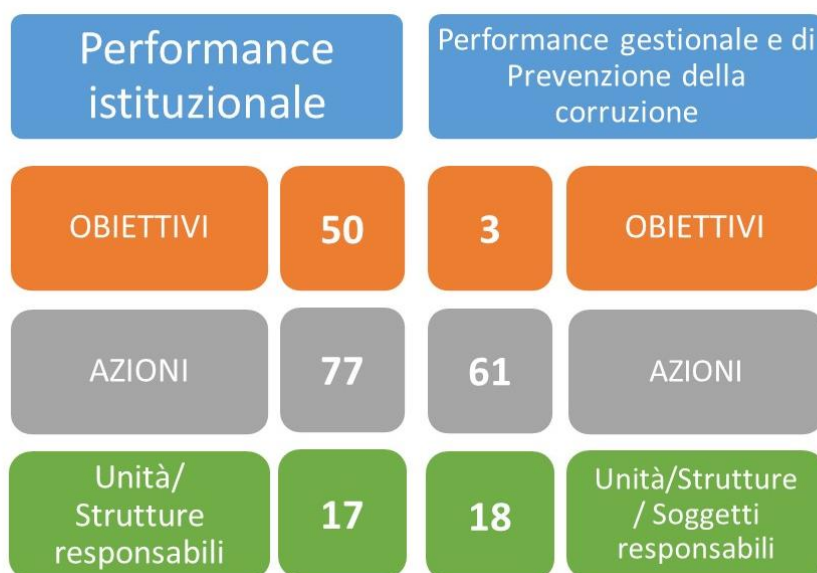 Performance
istituzionale
Performance gestionale e di
Prevenzione della
corruzione
OBIETTIVI
50
3
OBIETTIVI
AZIONI
77
61
AZIONI
Unità/
Strutture
responsabili
17
18
Unità/Strutture
/ Soggetti
responsabili